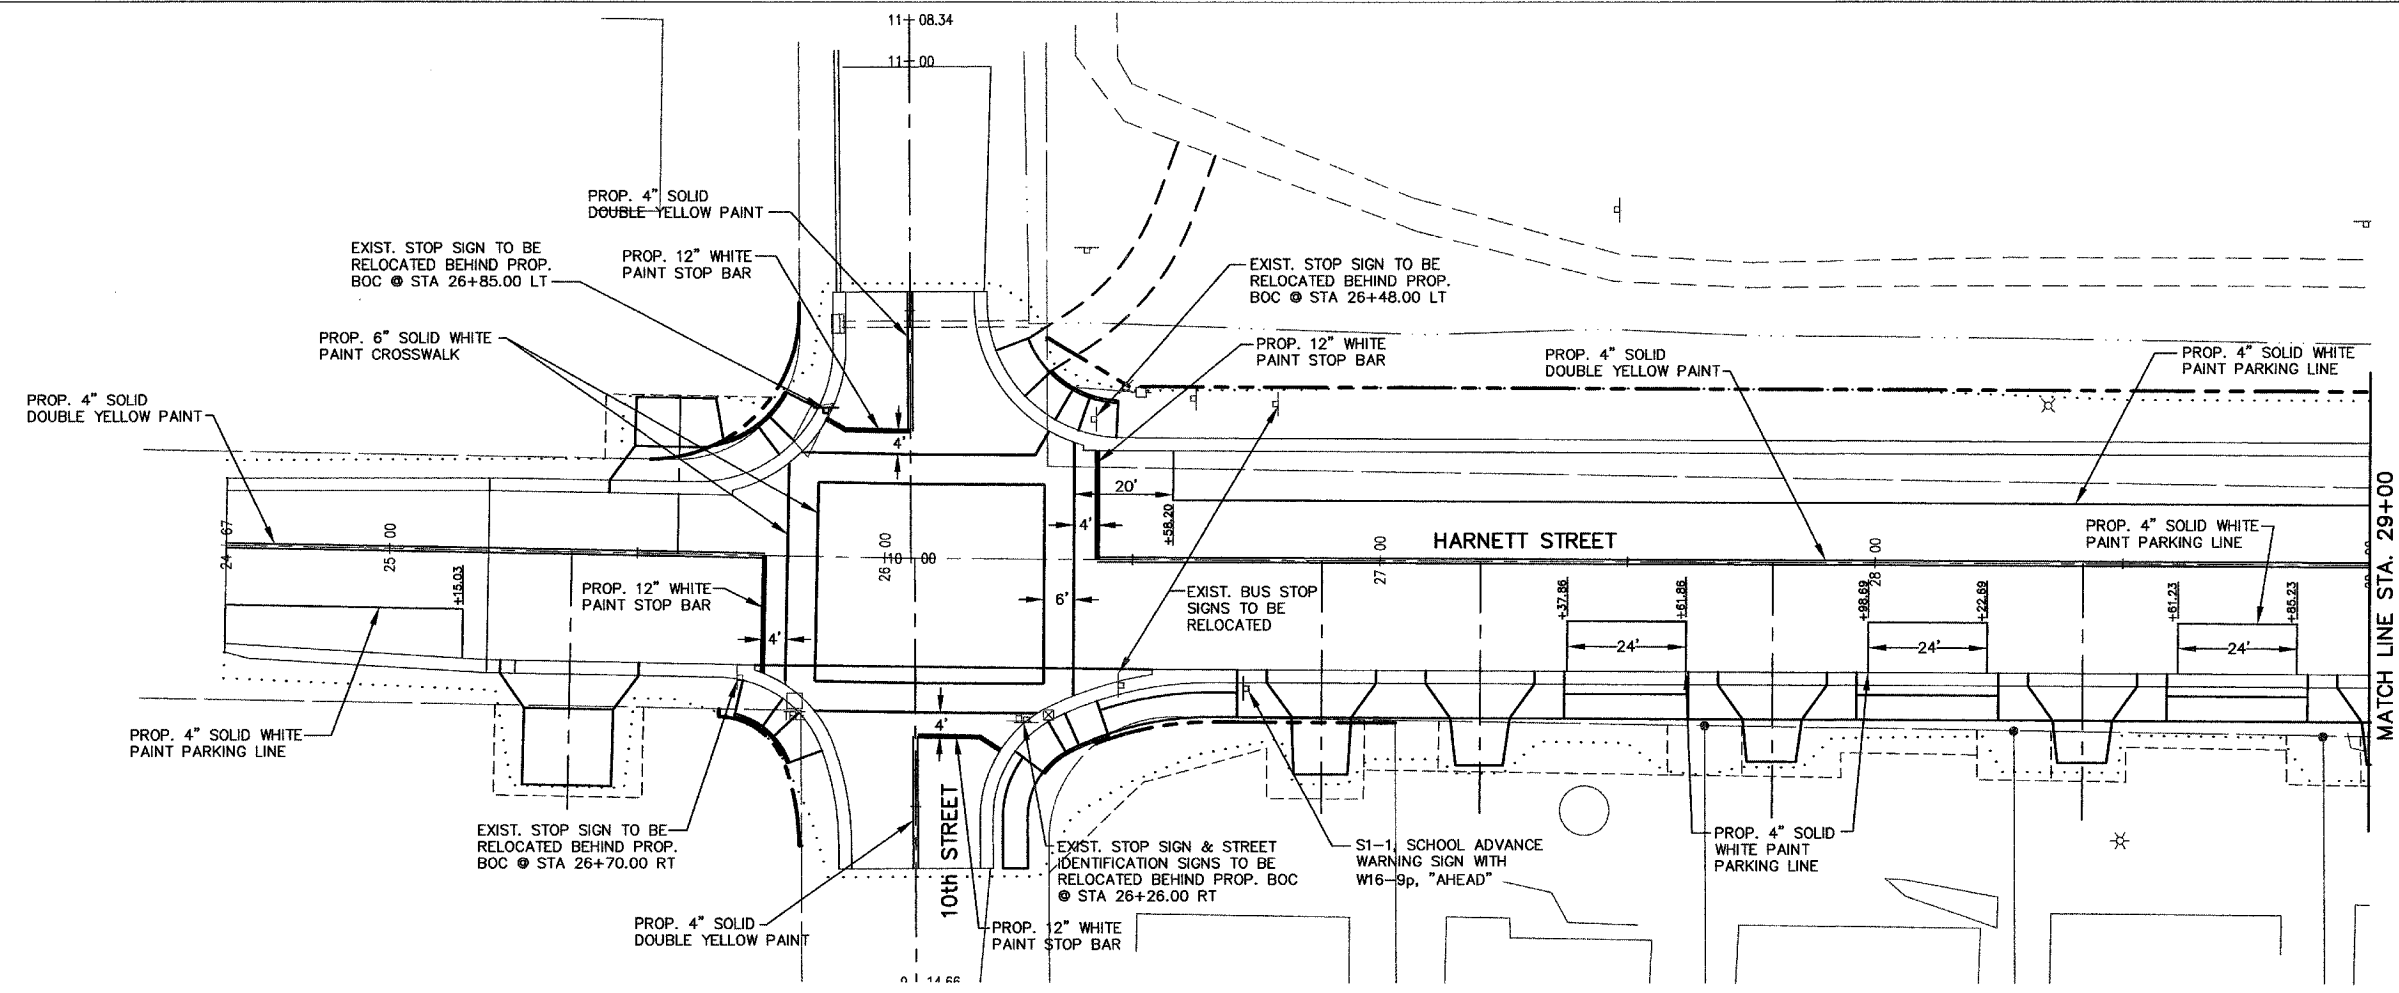 11+08.34
11+00
PROP. 4" SOLID
DOUBLE YELLOW PAINT
EXIST. STOP SIGN TO BE
RELOCATED BEHIND PROP.
BOC @ STA 26+85.00 LT
PROP. 12" WHITE
PAINT STOP BAR
EXIST. STOP SIGN TO BE
RELOCATED BEHIND PROP.
BOC @ STA 26+48.00 LT
PROP. 6" SOLID WHITE
PAINT CROSSWALK
PROP. 12" WHITE
PAINT STOP BAR
PROP. 4" SOLID
DOUBLE YELLOW PAINT
PROP. 4" SOLID WHITE
PAINT PARKING LINE
PROP. 4" SOLID
DOUBLE YELLOW PAINT
4'
20'
4'
+58.20
HARNETT STREET
PROP. 4" SOLID WHITE
PAINT PARKING LINE
MATCH LINE STA. 29+00
24 67
25 00
26 00
10+00
27 00
28 00
+15.03
PROP. 12" WHITE
PAINT STOP BAR
6'
4'
EXIST. BUS STOP
SIGNS TO BE
RELOCATED
+37.86
+61.86
+98.69
+22.69
+61.23
+85.23
24'
24'
24'
PROP. 4" SOLID WHITE
PAINT PARKING LINE
4'
10th STREET
EXIST. STOP SIGN TO BE
RELOCATED BEHIND PROP.
BOC @ STA 26+70.00 RT
EXIST. STOP SIGN & STREET
IDENTIFICATION SIGNS TO BE
RELOCATED BEHIND PROP. BOC
@ STA 26+26.00 RT
S1-1, SCHOOL ADVANCE
WARNING SIGN WITH
W16-9p, "AHEAD"
PROP. 4" SOLID
WHITE PAINT
PARKING LINE
PROP. 4" SOLID
DOUBLE YELLOW PAINT
PROP. 12" WHITE
PAINT STOP BAR
14.66